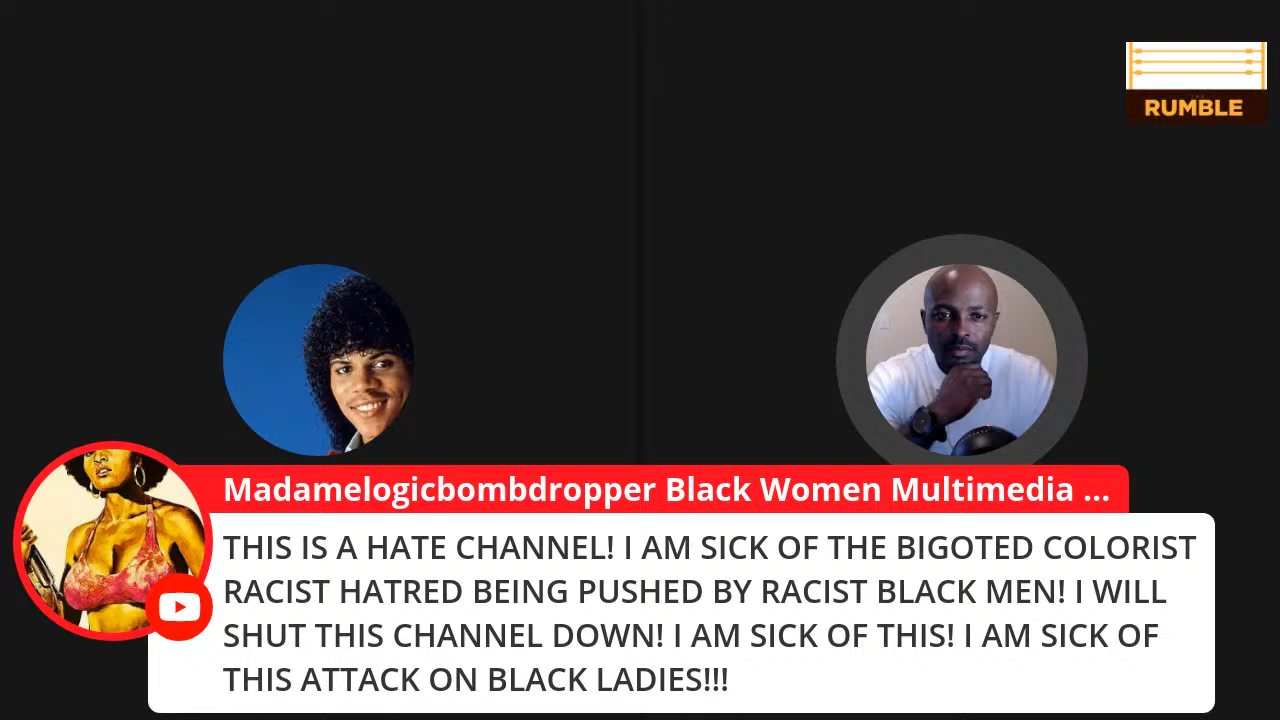 RUMBLE
Madamelogicbombdropper Black Women Multimedia ...
THIS IS A HATE CHANNEL! I AM SICK OF THE BIGOTED COLORIST
RACIST HATRED BEING PUSHED BY RACIST BLACK MEN! I WILL
SHUT THIS CHANNEL DOWN! I AM SICK OF THIS! I AM SICK OF
THIS ATTACK ON BLACK LADIES!!!